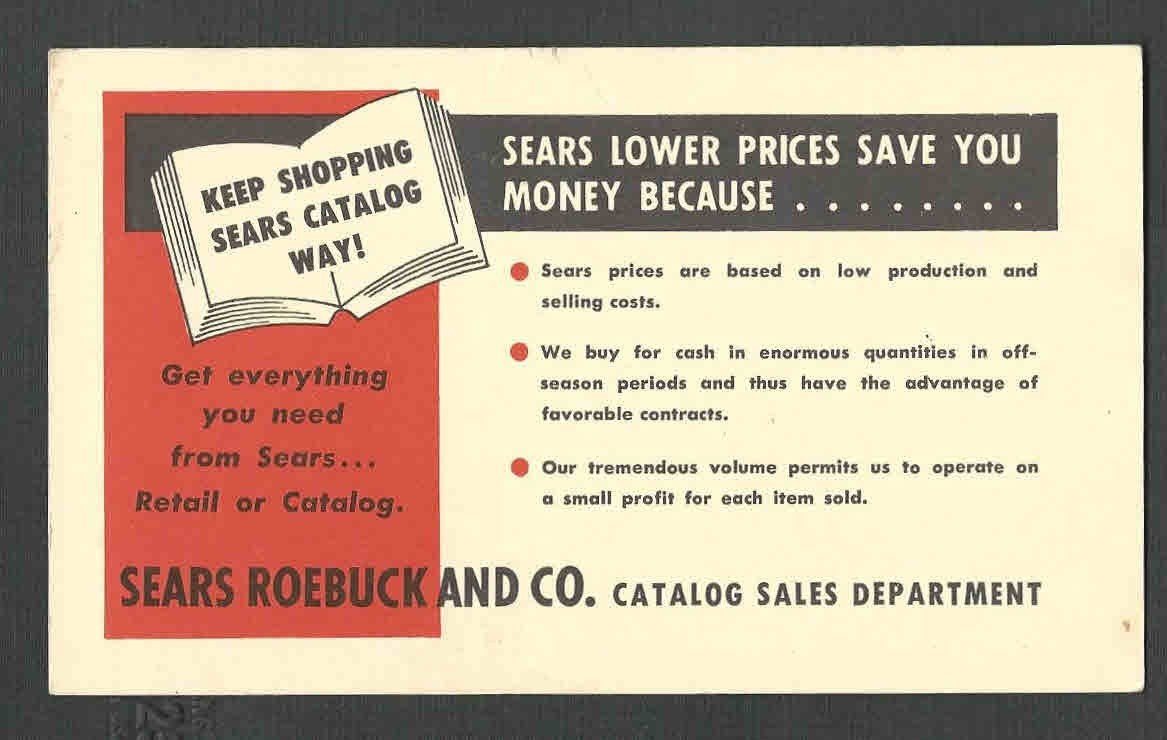 KEEP SHOPPING
SEARS CATALOG
WAY!
Get everything
you need
from Sears...
Retail or Catalog.
SEARS LOWER PRICES SAVE YOU
MONEY BECAUSE . . . . . . . .
Sears prices are based on low production and
selling costs.
We buy for cash in enormous quantities in off-
season periods and thus have the advantage of
favorable contracts.
Our tremendous volume permits us to operate on
a small profit for each item sold.
SEARS ROEBUCK AND CO. CATALOG SALES DEPARTMENT